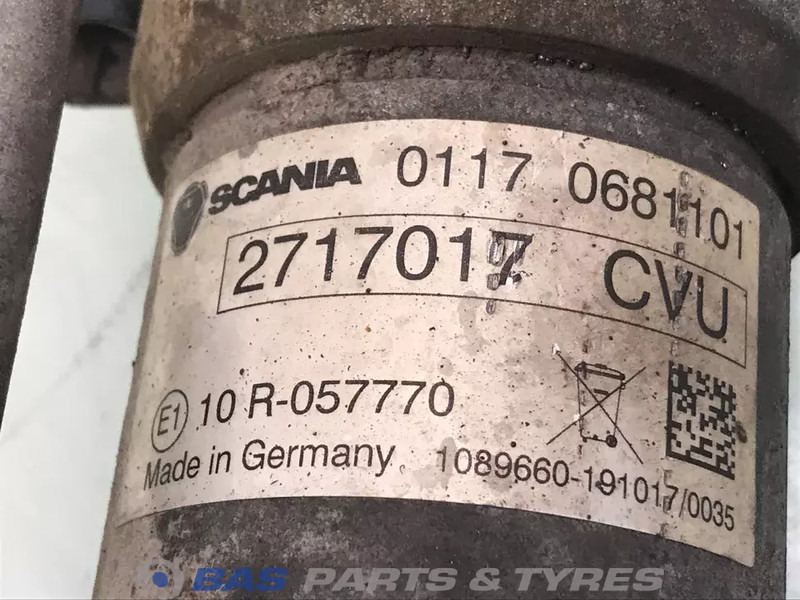 SCANIA 0117 0681101
2717017 CVU
E1 10 R-057770
Made in Germany 1089660-191017/0035
BAS PARTS & TYRES